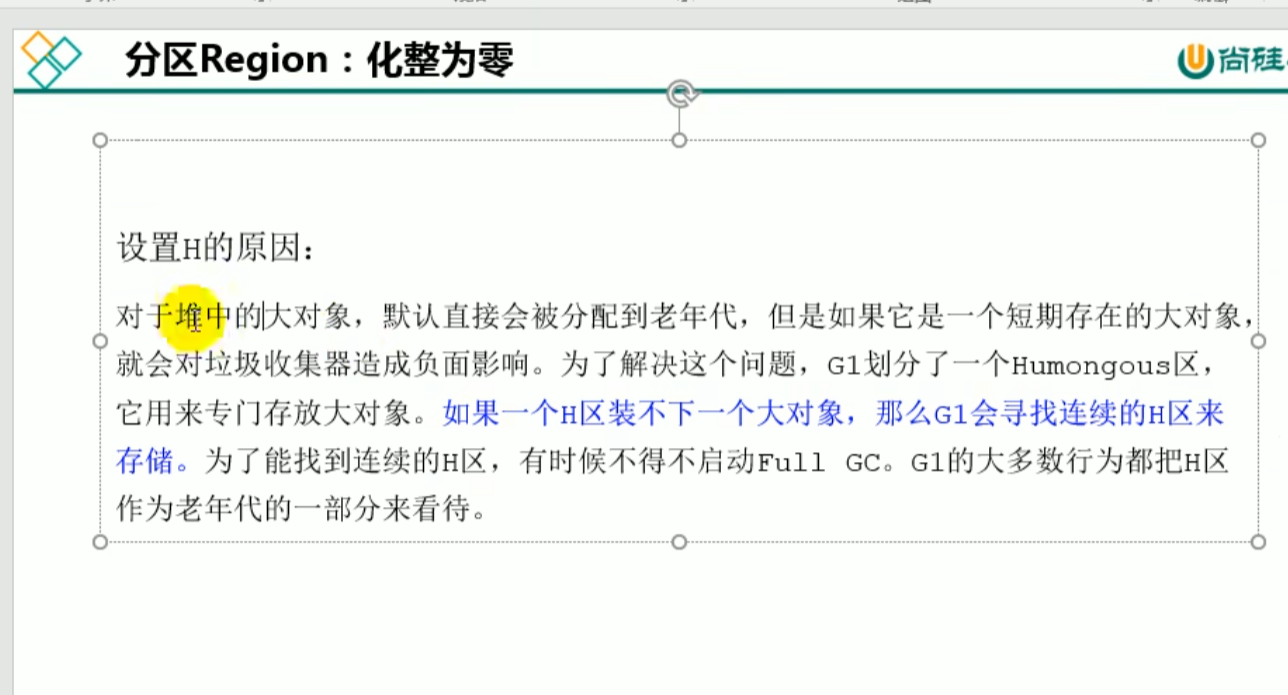 分区Region：化整为零
尚硅
设置H的原因：
对于堆中的大对象，默认直接会被分配到老年代，但是如果它是一个短期存在的大对象，
就会对垃圾收集器造成负面影响。为了解决这个问题，G1划分了一个Humongous区，
它用来专门存放大对象。如果一个H区装不下一个大对象，那么G1会寻找连续的H区来
存储。为了能找到连续的H区，有时候不得不启动Full GC。G1的大多数行为都把H区
作为老年代的一部分来看待。